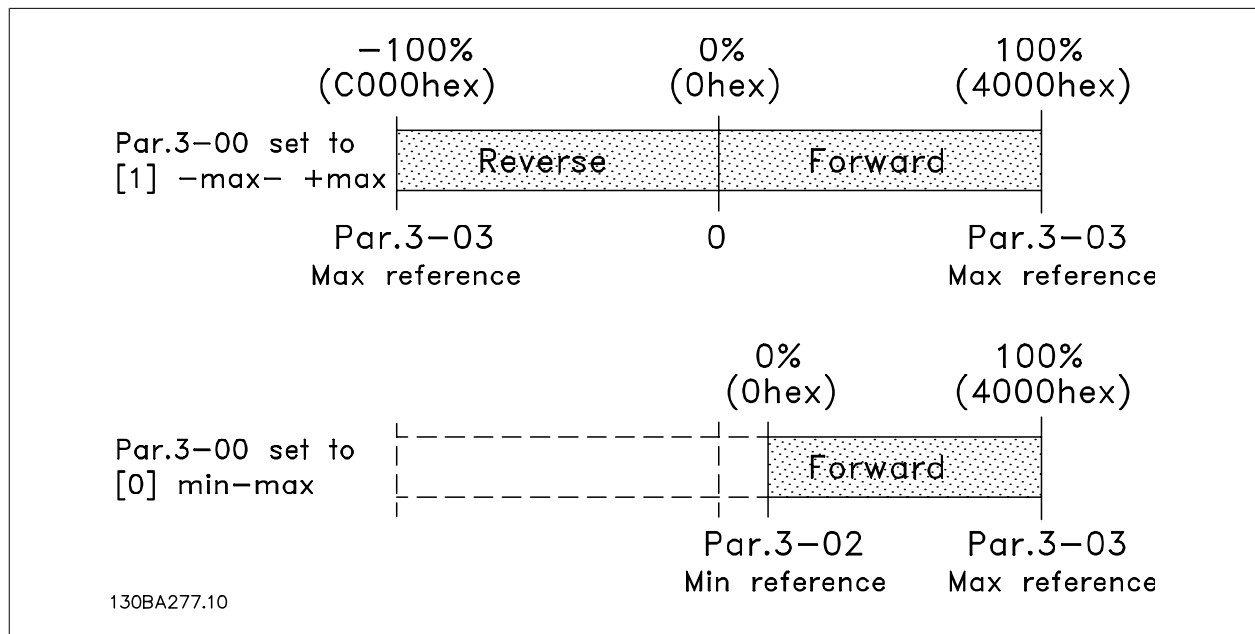 -100% 0% 100%
(C000hex) (0hex) (4000hex)
Par.3-00 set to
[1] -max- +max
Reverse Forward
Par.3-03 0 Par.3-03
Max reference Max reference
0% 100%
(0hex) (4000hex)
Par.3-00 set to
[0] min-max
Forward
Par.3-02 Par.3-03
Min reference Max reference
130BA277.10